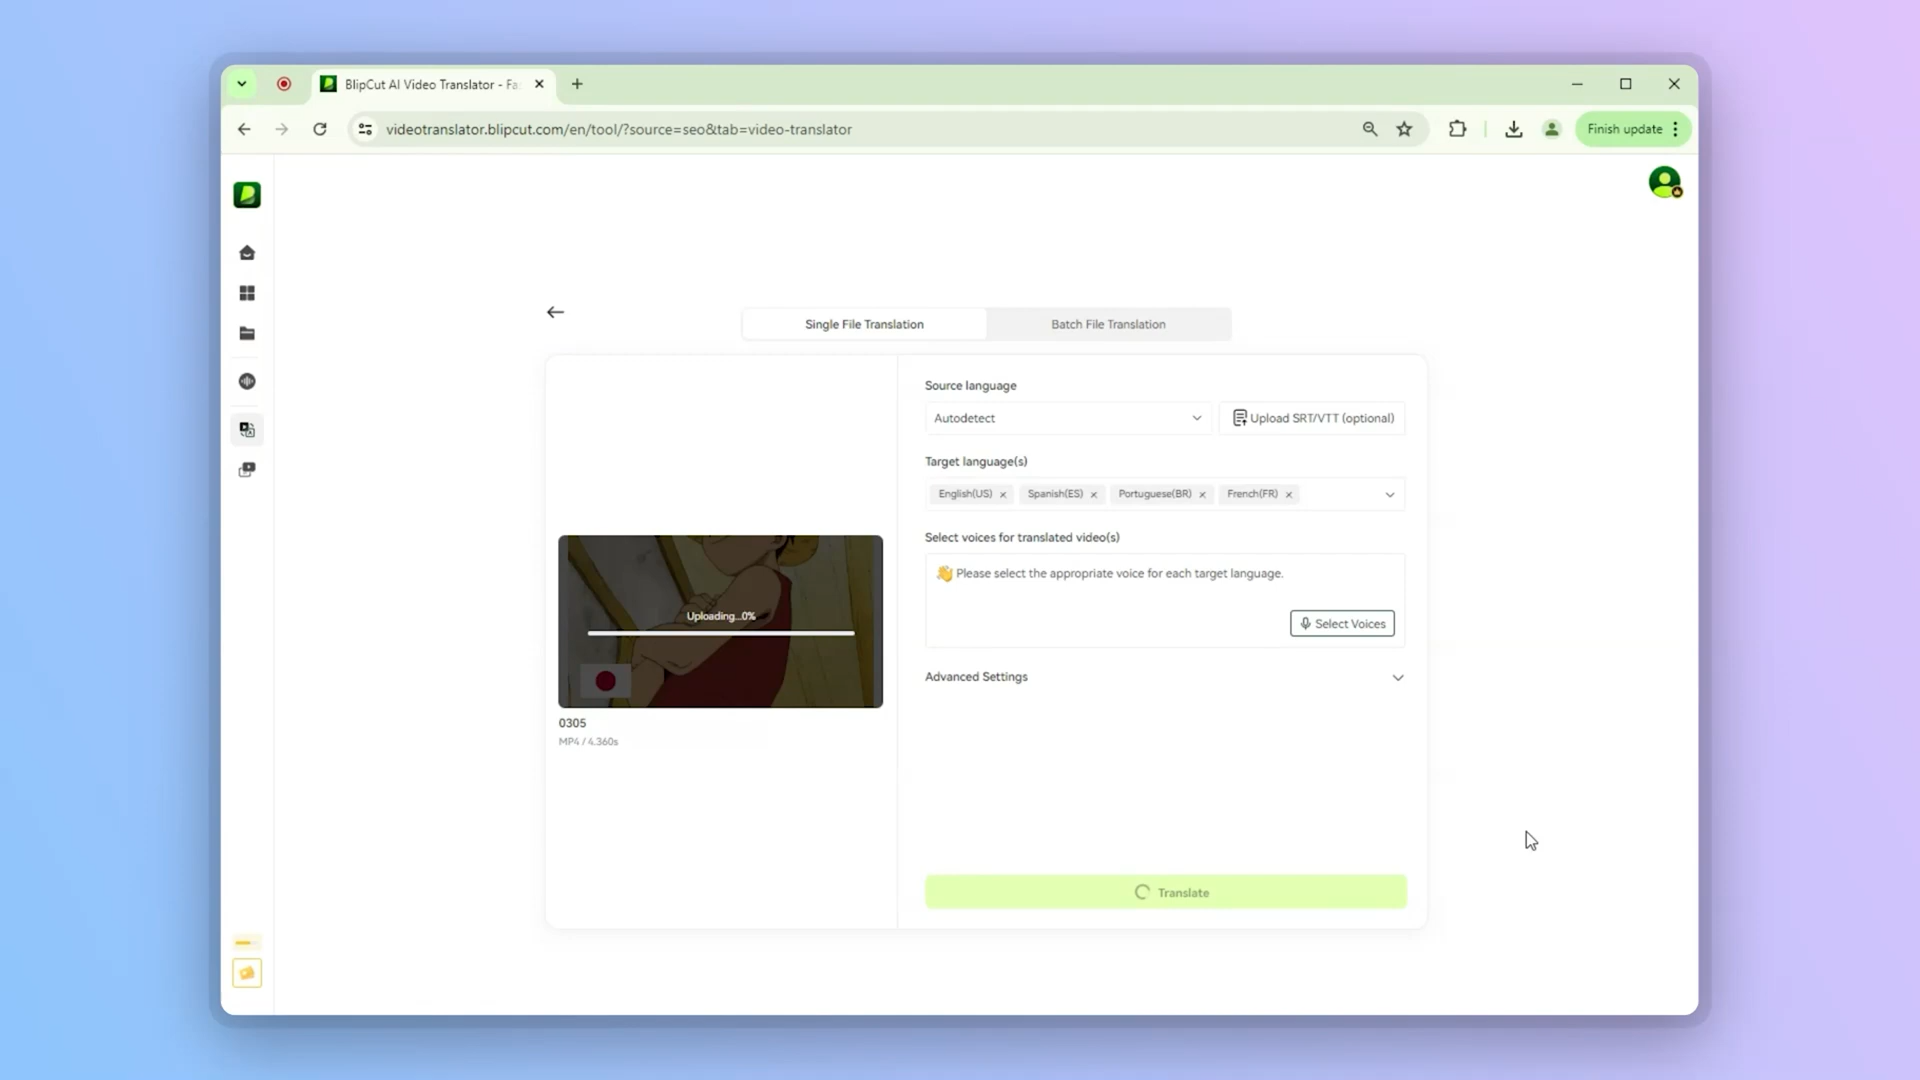 BlipCut AI Video Translator - Fa
videotranslator.blipcut.com/en/tool/?source=seo&tab=video-translator
Finish update
Single File Translation
Batch File Translation
Source language
Autodetect
Upload SRT/VTT (optional)
Target language(s)
English(US)
Spanish(ES)
Portuguese(BR)
French(FR)
Select voices for translated video(s)
Please select the appropriate voice for each target language.
Select Voices
Uploading...0%
Advanced Settings
0305
MP4 / 4.360s
Translate